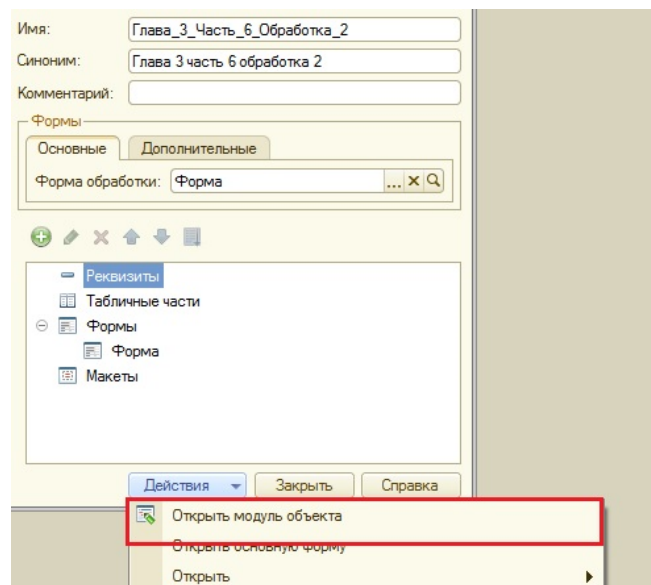 Имя: Глава_3_Часть_6_Обработка_2
Синоним: Глава 3 часть 6 обработка 2
Комментарий:
Формы
Основные Дополнительные
Форма обработки: Форма ...
Реквизиты
Табличные части
Формы
Форма
Макеты
Действия Закрыть Справка
Открыть модуль объекта
Открыть основную форму
Открыть